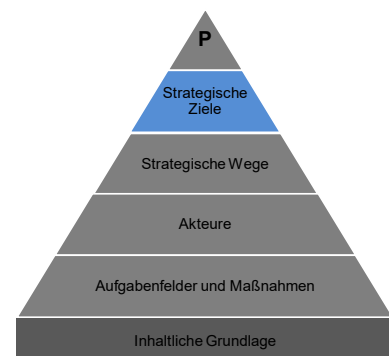 P
Strategische
Ziele
Strategische Wege
Akteure
Aufgabenfelder und Maßnahmen
Inhaltliche Grundlage